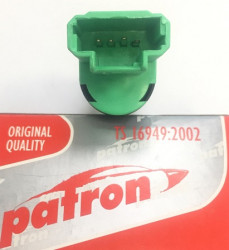 ORIGINAL
QUALITY
TS 16949:2002
patron